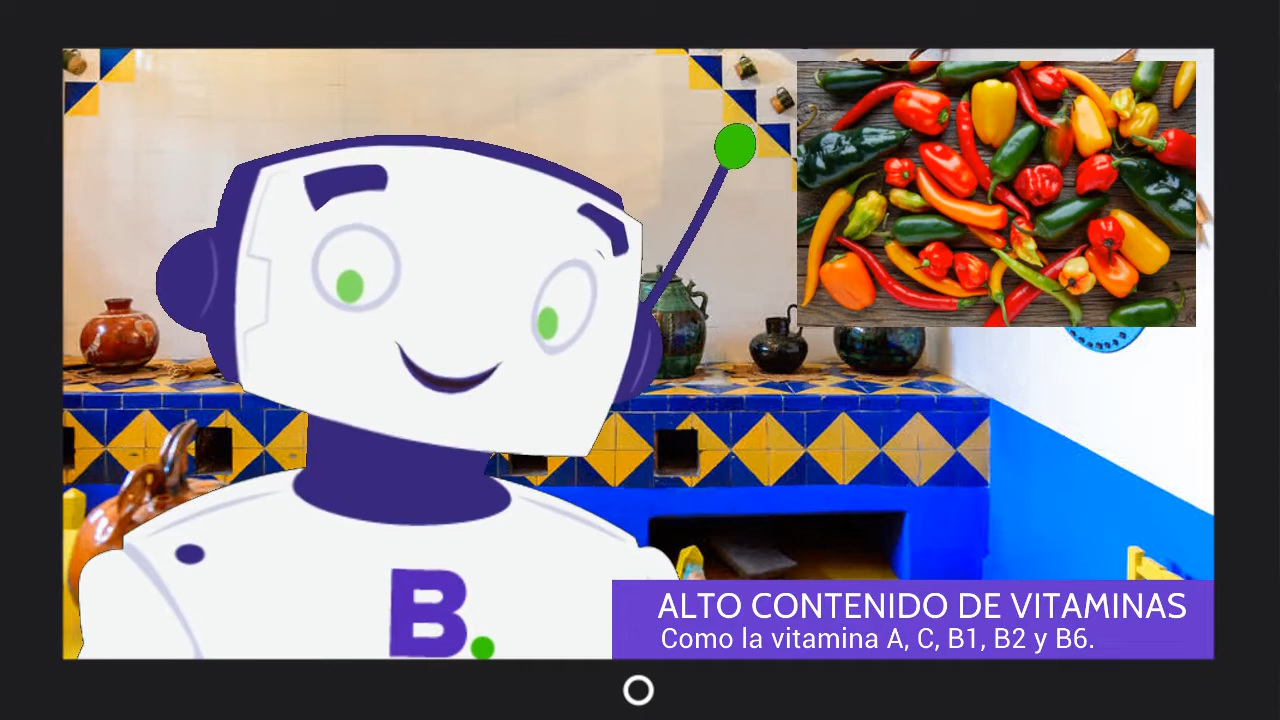 B.
ALTO CONTENIDO DE VITAMINAS
Como la vitamina A, C, B1, B2 y B6.